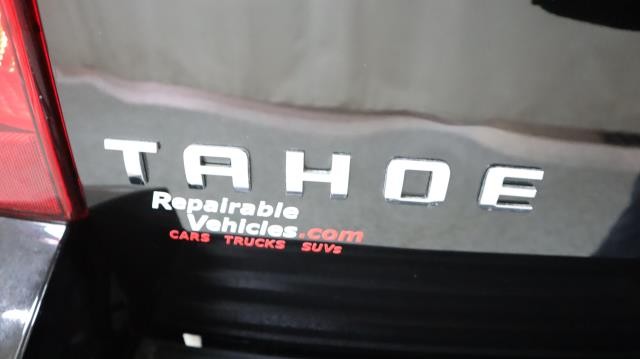 TAHOE
Repairable
Vehicles.com
CARS TRUCKS SUVs